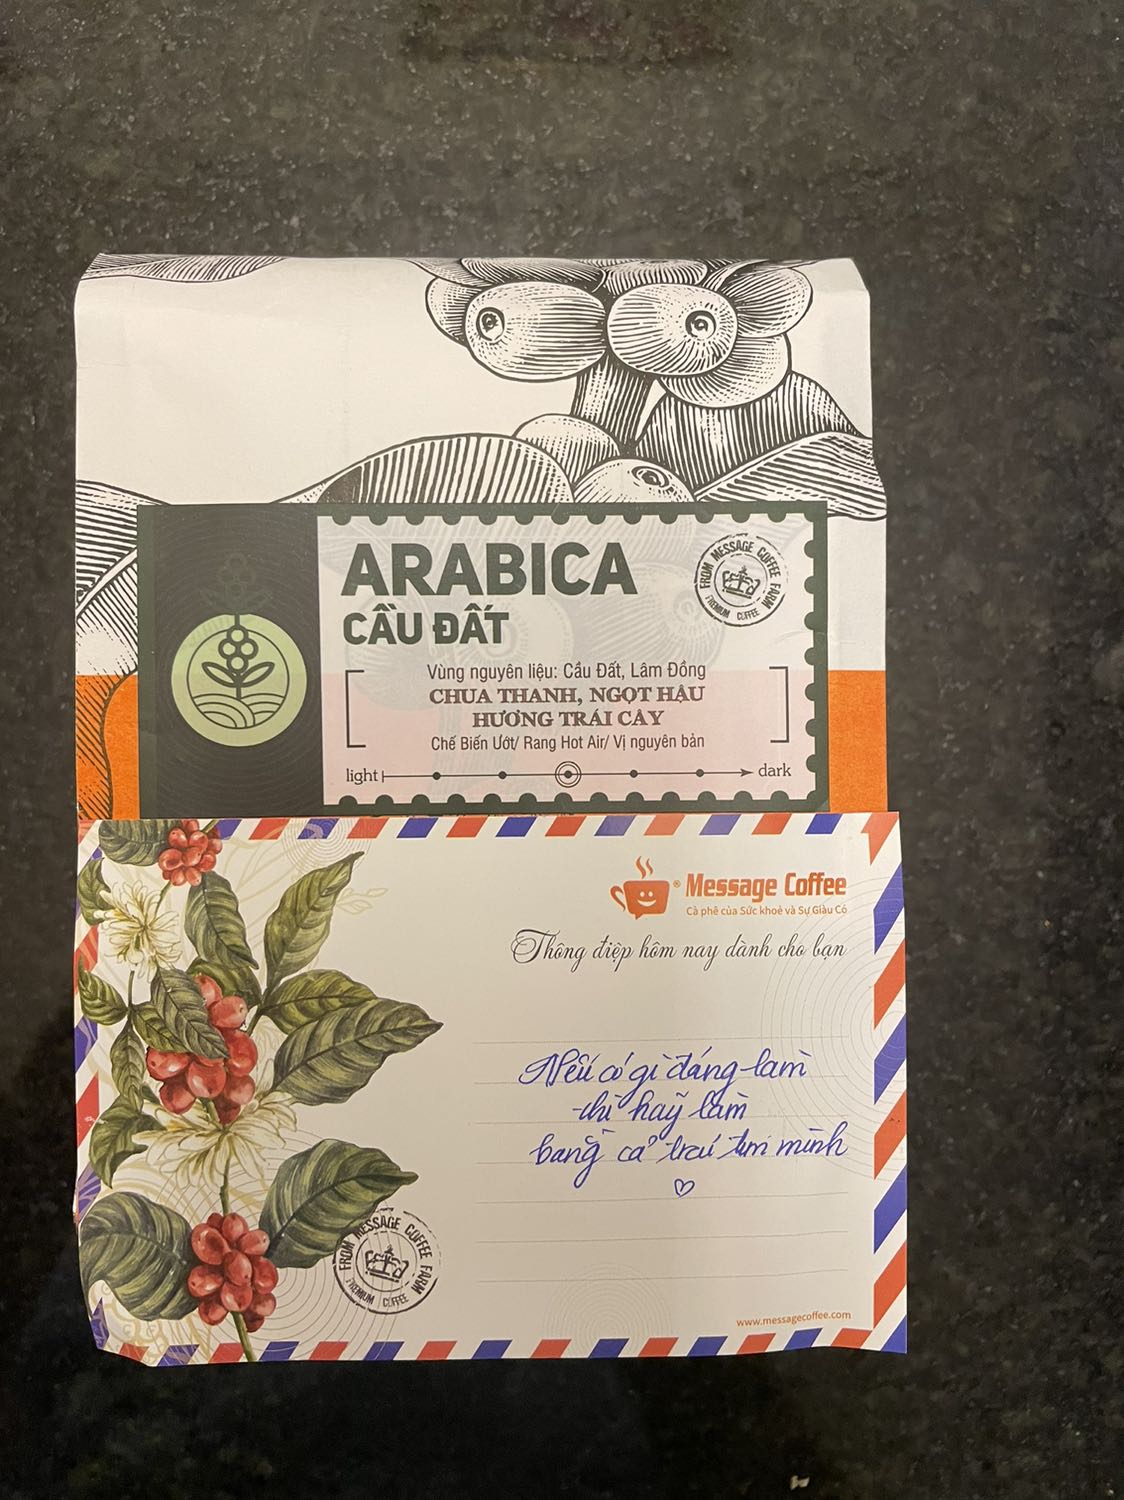 ARABICA
CẦU ĐẤT
FROM MESSAGE COFFEE FARM
PREMIUM COFFEE
Vùng nguyên liệu: Cầu Đất, Lâm Đồng
CHUA THANH, NGỌT HẬU
HƯƠNG TRÁI CÂY
Chế Biến Ướt/ Rang Hot Air/ Vị nguyên bản
light dark
Message Coffee®
Cà phê của Sức khoẻ và Sự Giàu Có
Thông điệp hôm nay dành cho bạn
Nếu có gì đáng làm
thì hãy làm
bằng cả trái tim mình
♡
FROM MESSAGE COFFEE FARM
PREMIUM COFFEE
www.messagecoffee.com